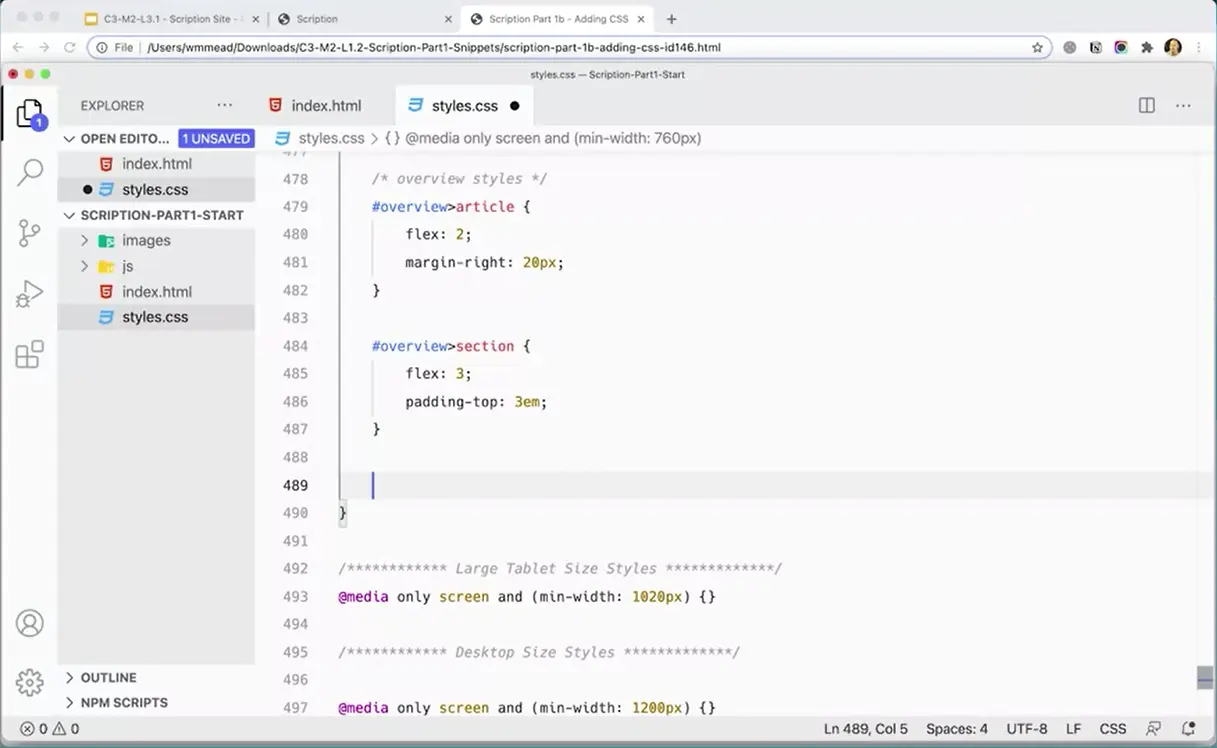 C3-M2-L3.1 - Scription Site -
Scription
Scription Part 1b - Adding CSS
File
/Users/wmmead/Downloads/C3-M2-L1.2-Scription-Part1-Snippets/scription-part-1b-adding-css-id146.html
styles.css — Scription-Part1-Start
EXPLORER
index.html
styles.css
1
OPEN EDITO...
1 UNSAVED
styles.css > { } @media only screen and (min-width: 760px)
index.html
styles.css
SCRIPTION-PART1-START
images
js
index.html
styles.css
477
478 /* overview styles */
479 #overview>article {
480 flex: 2;
481 margin-right: 20px;
482 }
483
484 #overview>section {
485 flex: 3;
486 padding-top: 3em;
487 }
488
489
490 }
491
492 /************ Large Tablet Size Styles *************/
493 @media only screen and (min-width: 1020px) {}
494
495 /************ Desktop Size Styles *************/
496
497 @media only screen and (min-width: 1200px) {}
OUTLINE
NPM SCRIPTS
0 0
Ln 489, Col 5
Spaces: 4
UTF-8
LF
CSS